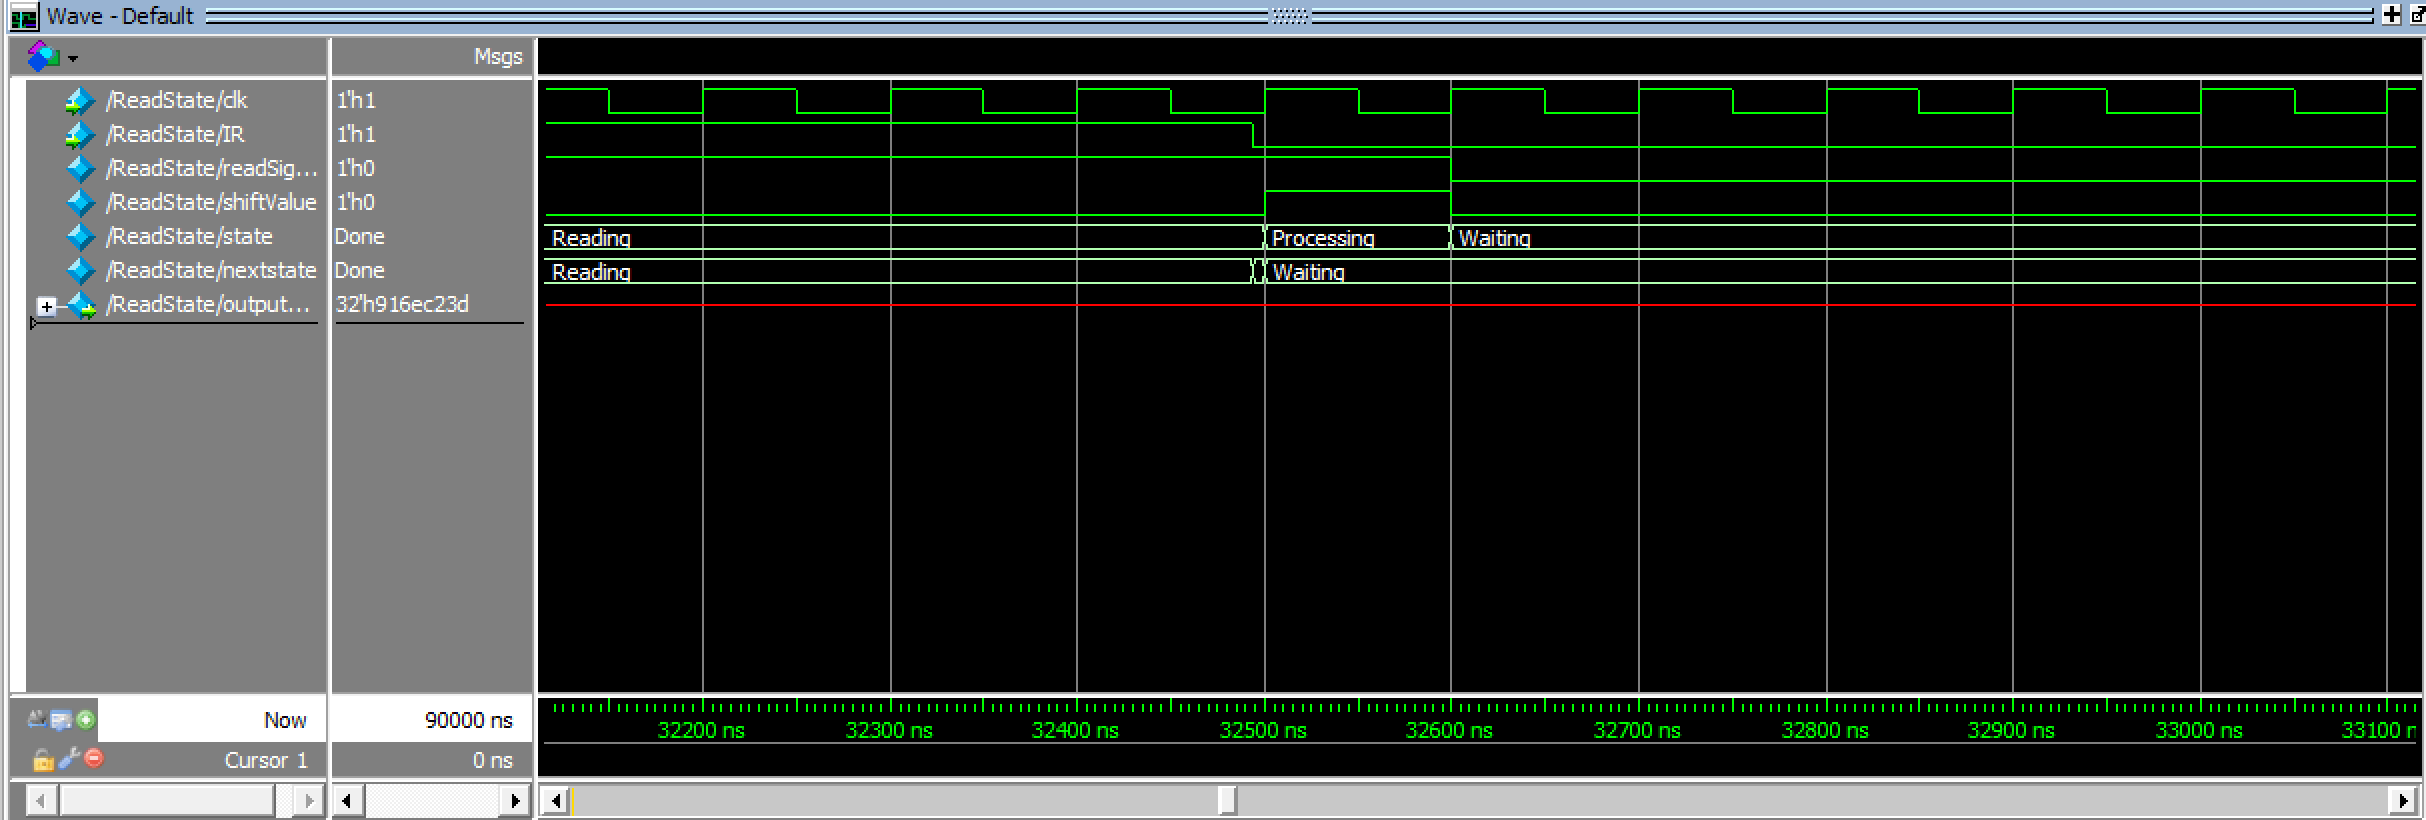 Wave - Default
Msgs
/ReadState/clk 1'h1
/ReadState/IR 1'h1
/ReadState/readSig... 1'h0
/ReadState/shiftValue 1'h0
/ReadState/state Done Reading Processing Waiting
/ReadState/nextstate Done Reading Waiting
/ReadState/output... 32'h916ec23d
Now 90000 ns 32200 ns 32300 ns 32400 ns 32500 ns 32600 ns 32700 ns 32800 ns 32900 ns 33000 ns 33100 n
Cursor 1 0 ns